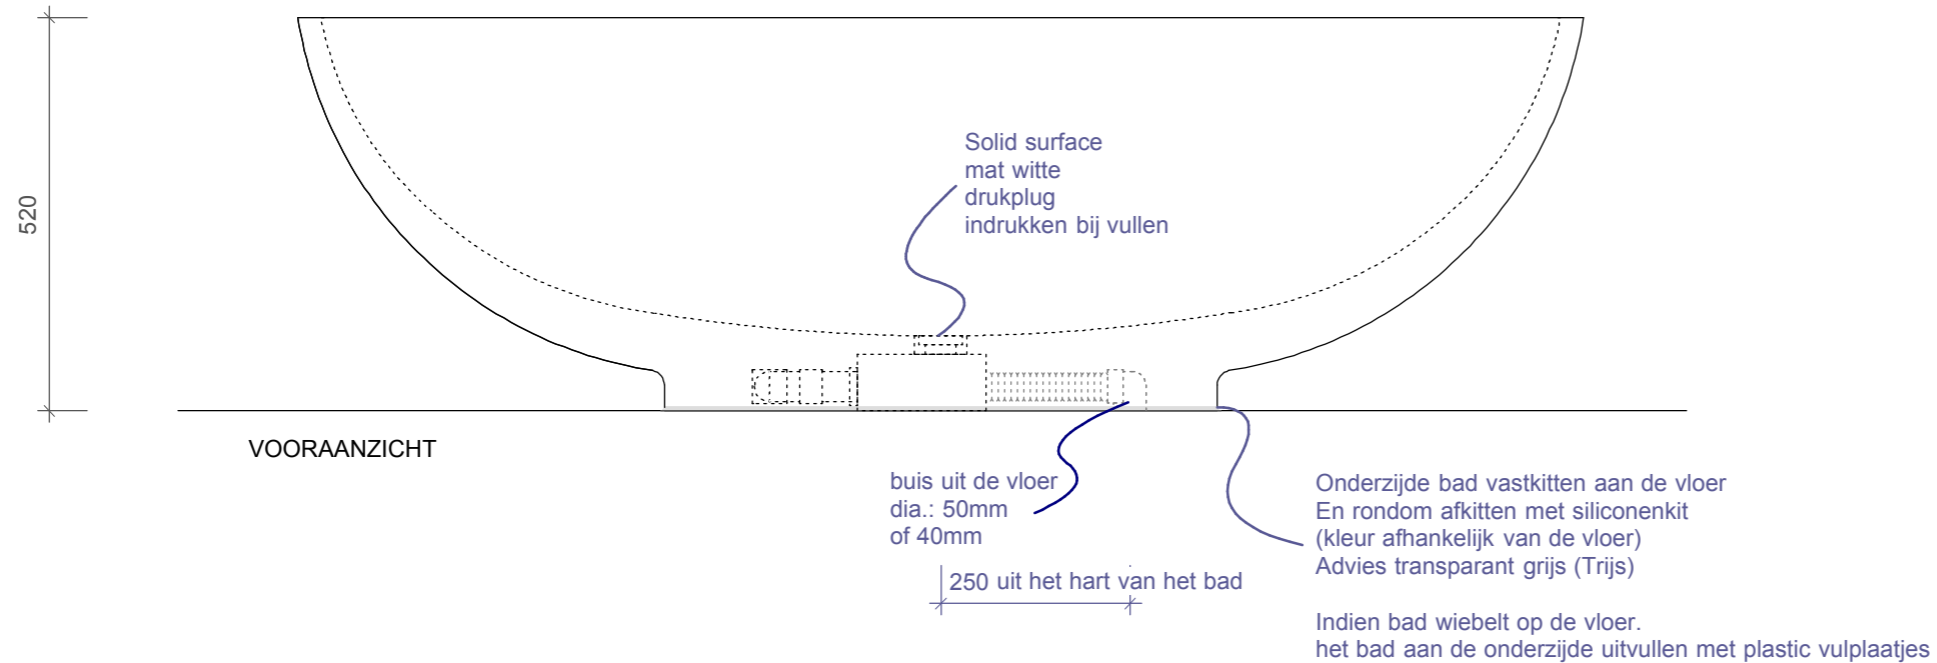 Solid surface
mat witte
drukplug
indrukken bij vullen
520
VOORAANZICHT
buis uit de vloer
dia.: 50mm
of 40mm
250 uit het hart van het bad
Onderzijde bad vastkitten aan de vloer
En rondom afkitten met siliconenkit
(kleur afhankelijk van de vloer)
Advies transparant grijs (Trijs)
Indien bad wiebelt op de vloer.
het bad aan de onderzijde uitvullen met plastic vulplaatjes